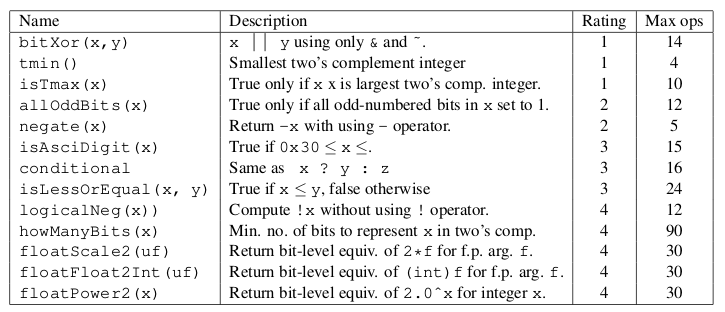 Name Description Rating Max ops
bitXor(x,y) x || y using only & and ~. 1 14
tmin() Smallest two's complement integer 1 4
isTmax(x) True only if x x is largest two's comp. integer. 1 10
allOddBits(x) True only if all odd-numbered bits in x set to 1. 2 12
negate(x) Return -x with using - operator. 2 5
isAsciDigit(x) True if 0x30 ≤ x ≤. 3 15
conditional Same as x ? y : z 3 16
isLessOrEqual(x, y) True if x ≤ y, false otherwise 3 24
logicalNeg(x)) Compute !x without using ! operator. 4 12
howManyBits(x) Min. no. of bits to represent x in two's comp. 4 90
floatScale2(uf) Return bit-level equiv. of 2*f for f.p. arg. f. 4 30
floatFloat2Int(uf) Return bit-level equiv. of (int)f for f.p. arg. f. 4 30
floatPower2(x) Return bit-level equiv. of 2.0^x for integer x. 4 30